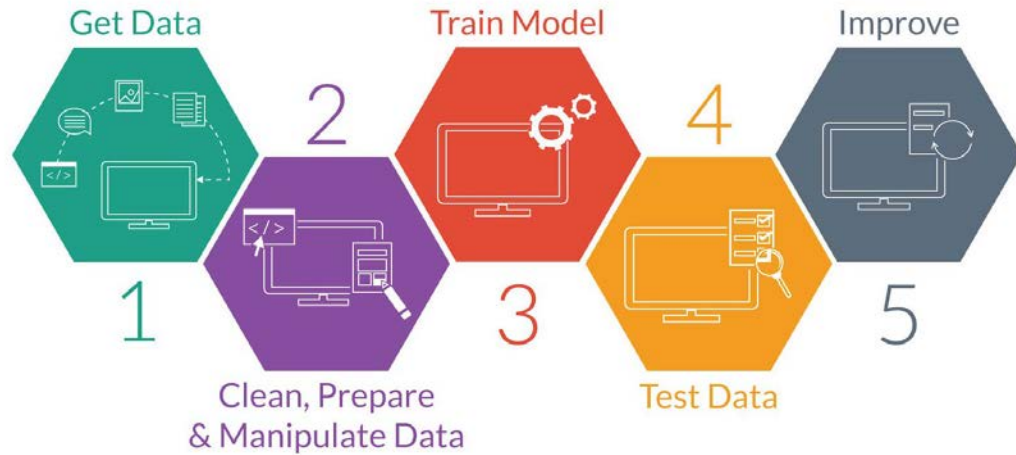 Get Data
1
</>
2
</>
Clean, Prepare
& Manipulate Data
Train Model
3
4
Test Data
Improve
5